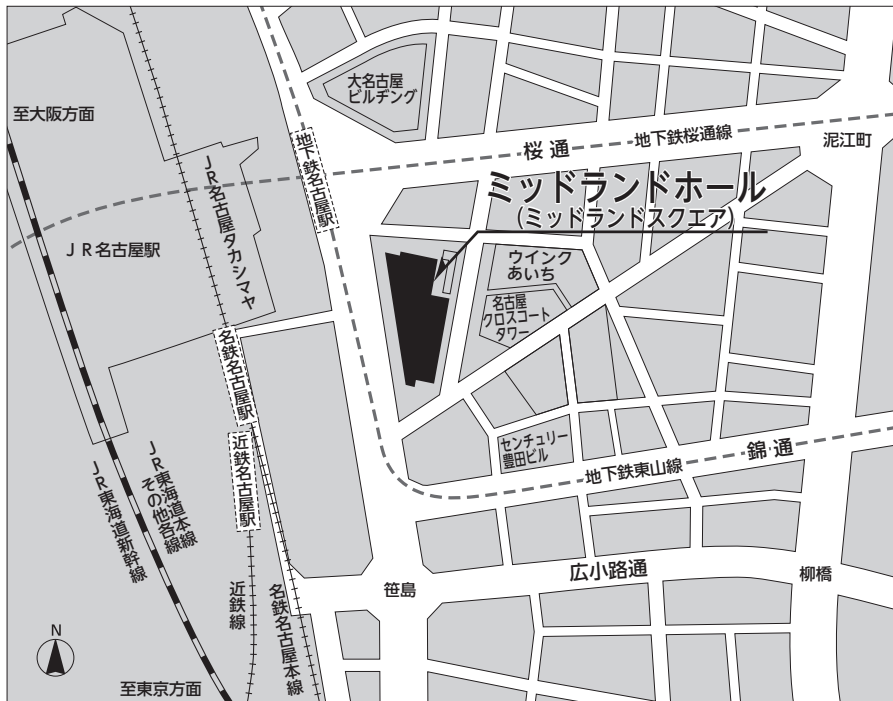 大名古屋
ビルヂング
至大阪方面
地下鉄名古屋駅
桜通
地下鉄桜通線
泥江町
ミッドランドホール
(ミッドランドスクエア)
JR名古屋タカシマヤ
JR名古屋駅
ウインク
あいち
名古屋
クロスコート
タワー
名鉄名古屋駅
近鉄名古屋駅
センチュリー
豊田ビル
錦通
地下鉄東山線
JR東海道新幹線
JR東海道本線
その他各線
広小路通
笹島
柳橋
近鉄線
名鉄名古屋本線
N
至東京方面